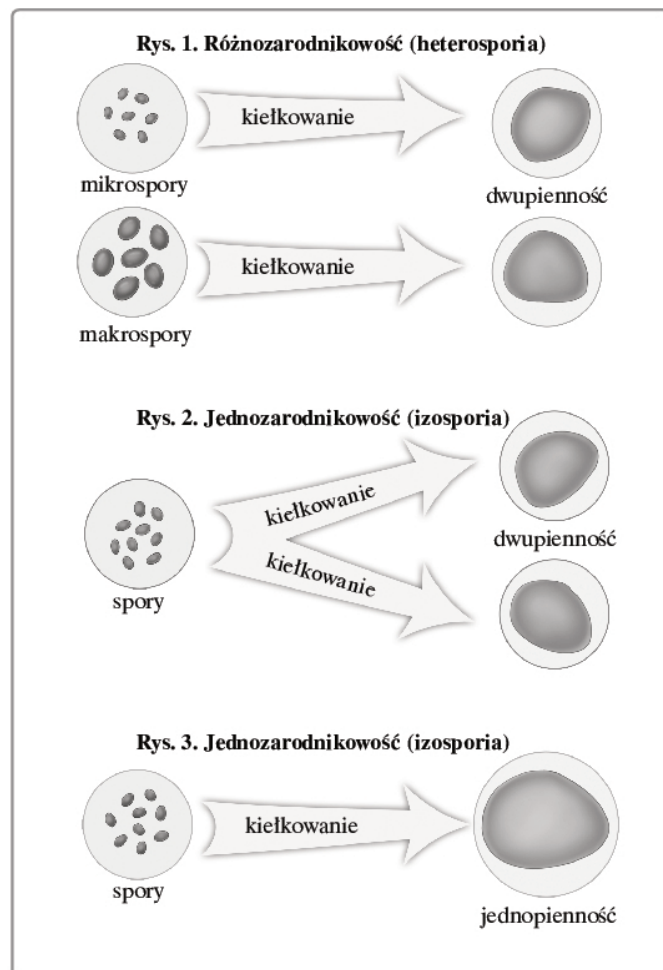 Rys. 1. Różnozarodnikowość (heterosporia)
kiełkowanie
mikrospory
dwupienność
kiełkowanie
makrospory
Rys. 2. Jednozarodnikowość (izosporia)
kiełkowanie
dwupienność
kiełkowanie
spory
Rys. 3. Jednozarodnikowość (izosporia)
kiełkowanie
spory
jednopienność